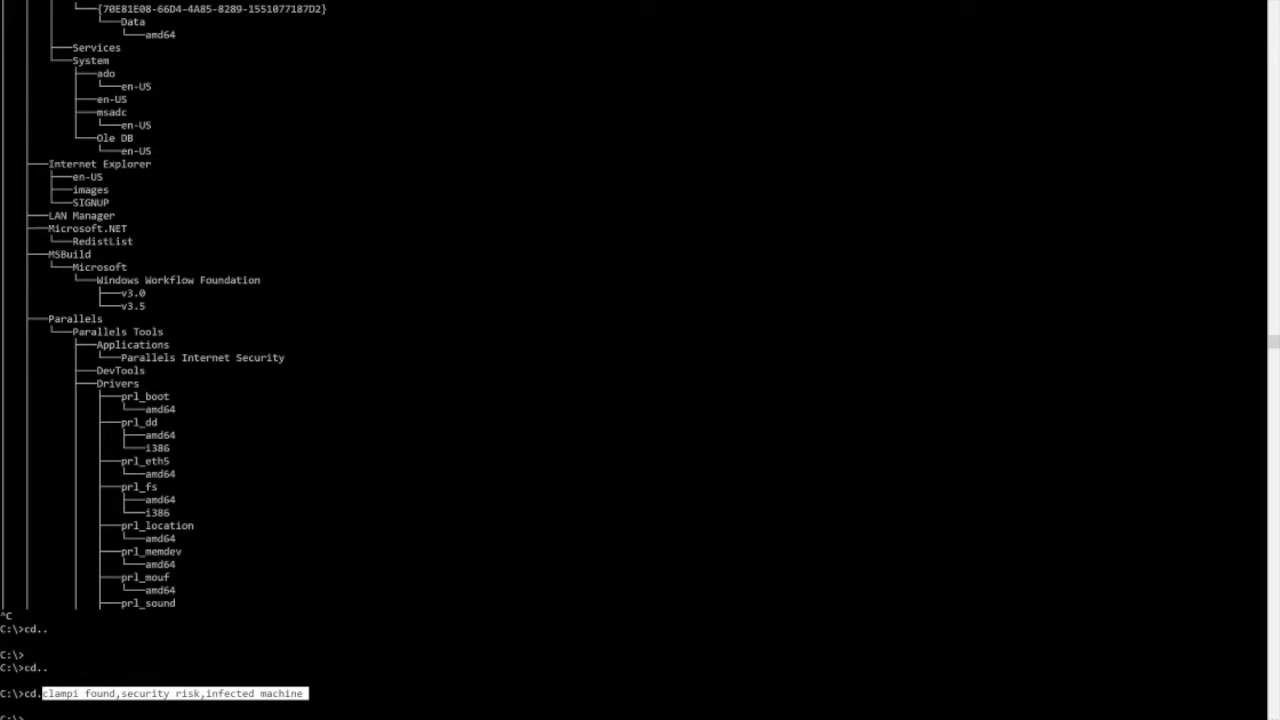 {70E81E08-66D4-4A85-8289-1551077187D2}
Data
amd64
Services
System
ado
en-US
en-US
msadc
en-US
Ole DB
en-US
Internet Explorer
en-US
images
SIGNUP
LAN Manager
Microsoft.NET
RedistList
MSBuild
Microsoft
Windows Workflow Foundation
v3.0
v3.5
Parallels
Parallels Tools
Applications
Parallels Internet Security
DevTools
Drivers
prl_boot
amd64
prl_dd
amd64
i386
prl_eth5
amd64
prl_fs
amd64
i386
prl_location
amd64
prl_memdev
amd64
prl_mouf
amd64
prl_sound
^C
C:\>cd..
C:\>
C:\>cd..
C:\>cd.clampi found,security risk,infected machine
C:\>